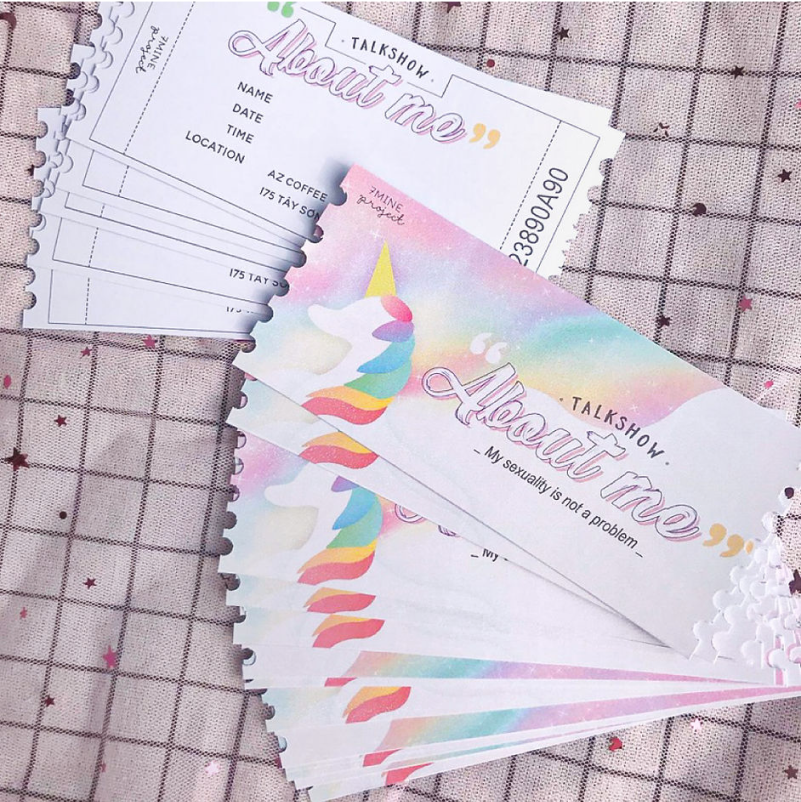 7MINE
project
TALKSHOW
“About me”
NAME
DATE
TIME
LOCATION
AZ COFFEE
175 TÂY SƠN
23890A90
175 TÂY
175
7MINE
project
TALKSHOW
“About me”
_ My sexuality is not a problem _
_ My